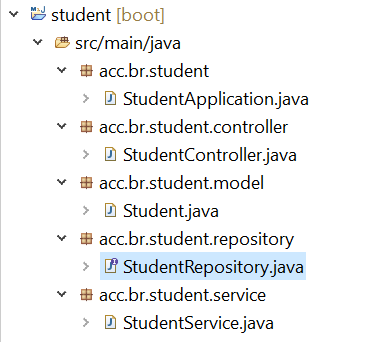 student [boot]
src/main/java
acc.br.student
StudentApplication.java
acc.br.student.controller
StudentController.java
acc.br.student.model
Student.java
acc.br.student.repository
StudentRepository.java
acc.br.student.service
StudentService.java